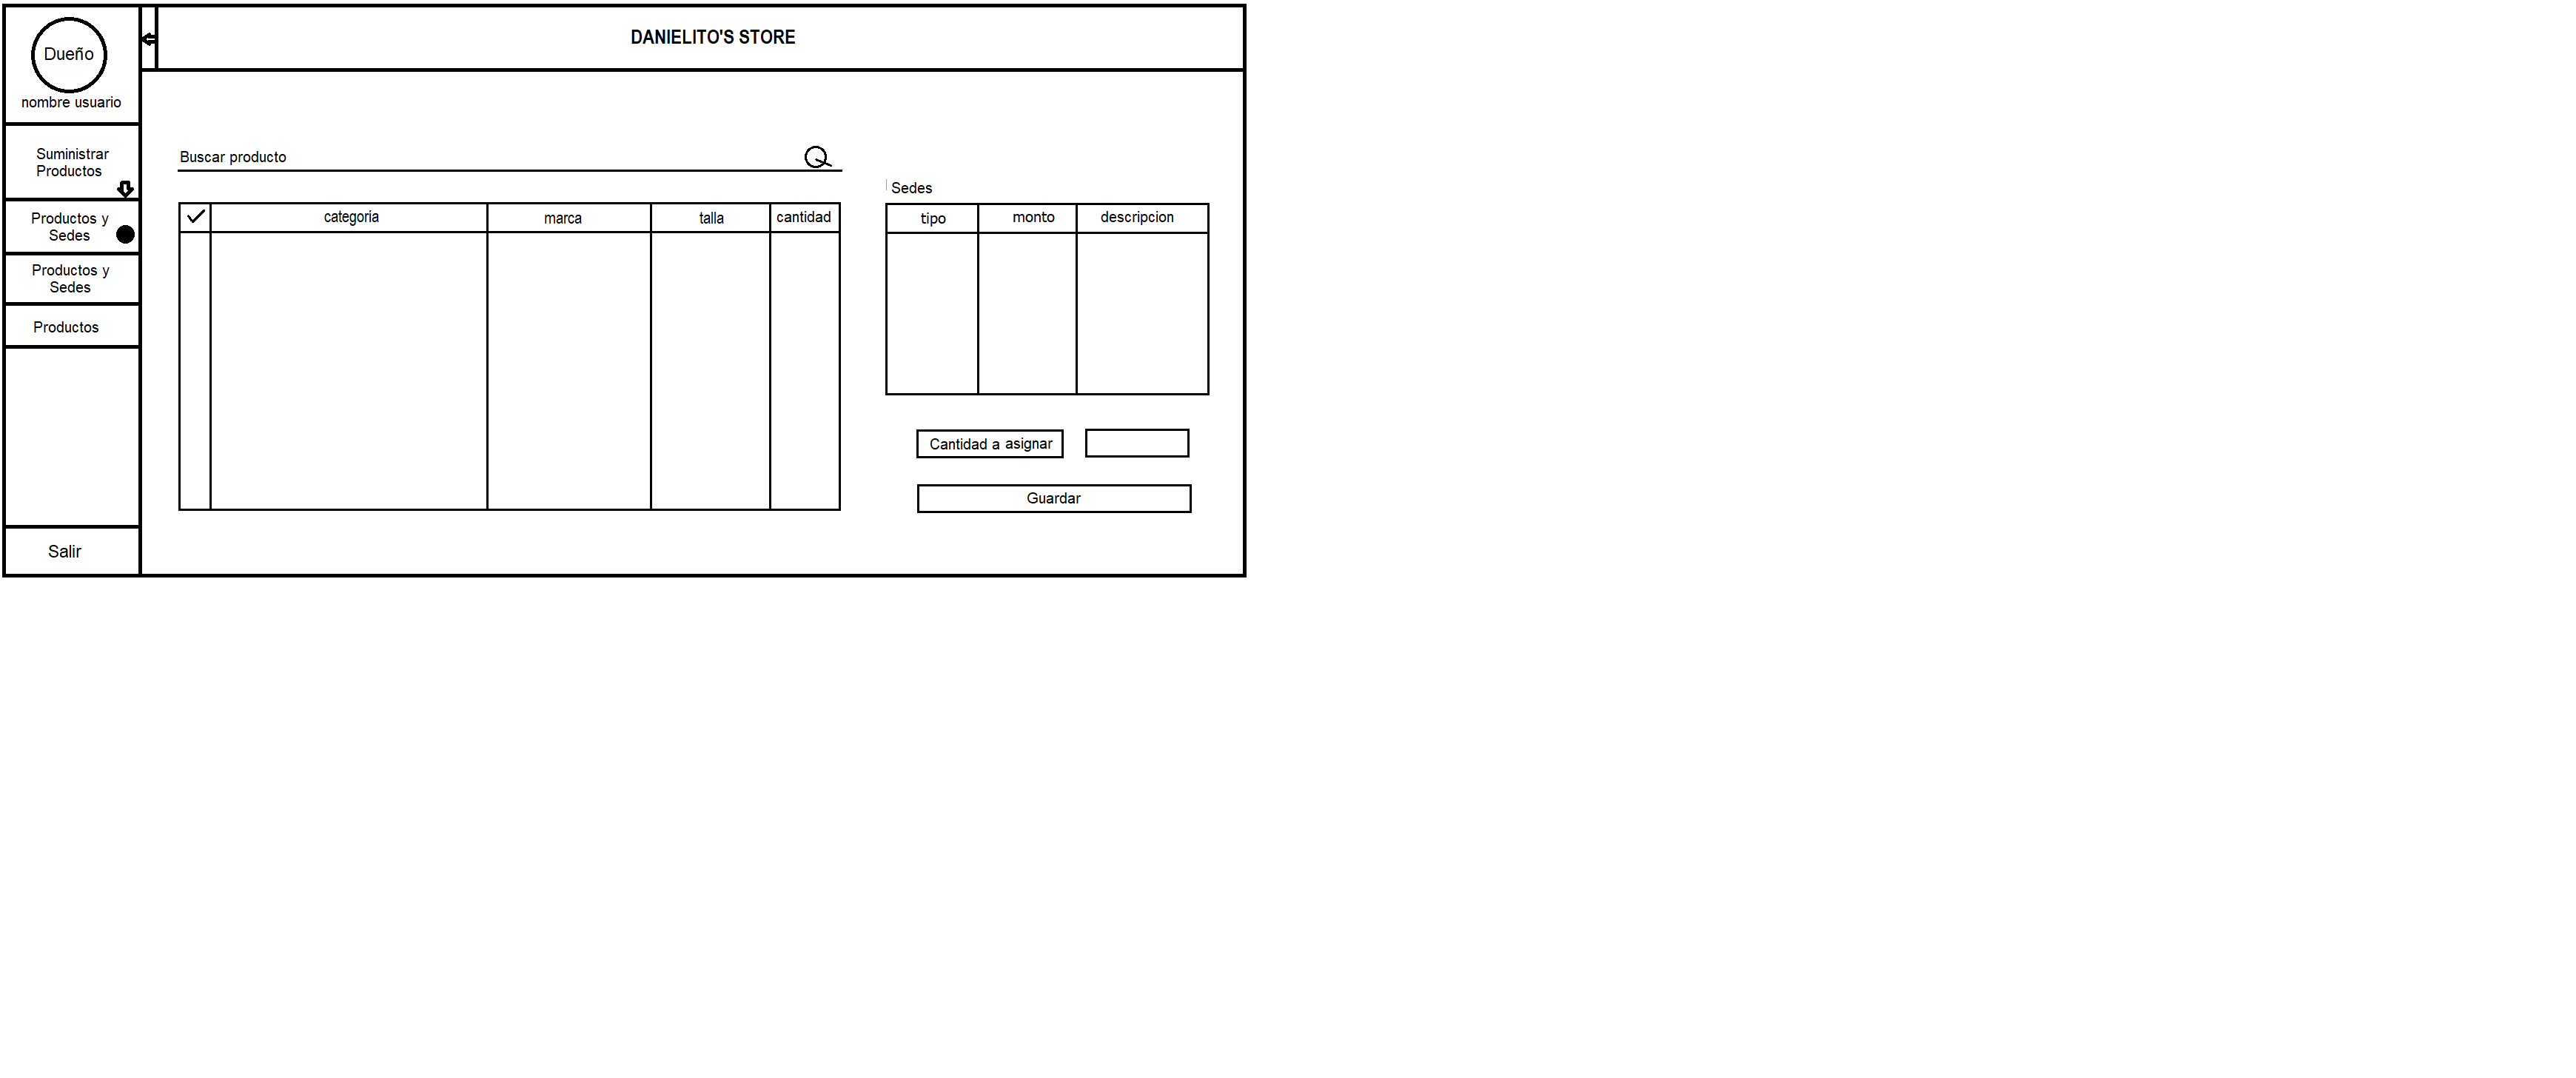 Dueño
nombre usuario
DANIELITO'S STORE
Suministrar
Productos
Productos y
Sedes
Productos y
Sedes
Productos
Salir
Buscar producto
categoria marca talla cantidad
Sedes
tipo monto descripcion
Cantidad a asignar
Guardar